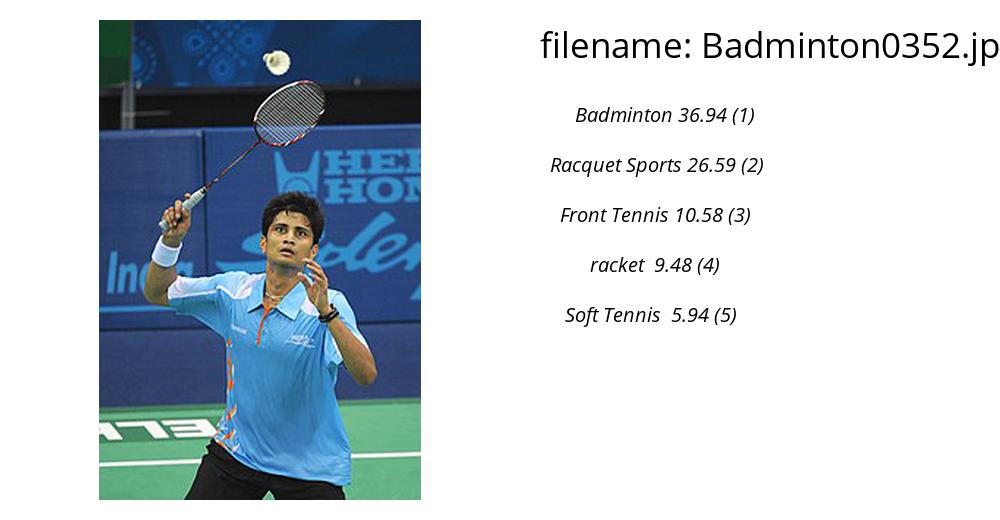 filename: Badminton0352.jp
Badminton 36.94 (1)
Racquet Sports 26.59 (2)
Front Tennis 10.58 (3)
racket 9.48 (4)
Soft Tennis 5.94 (5)
HON